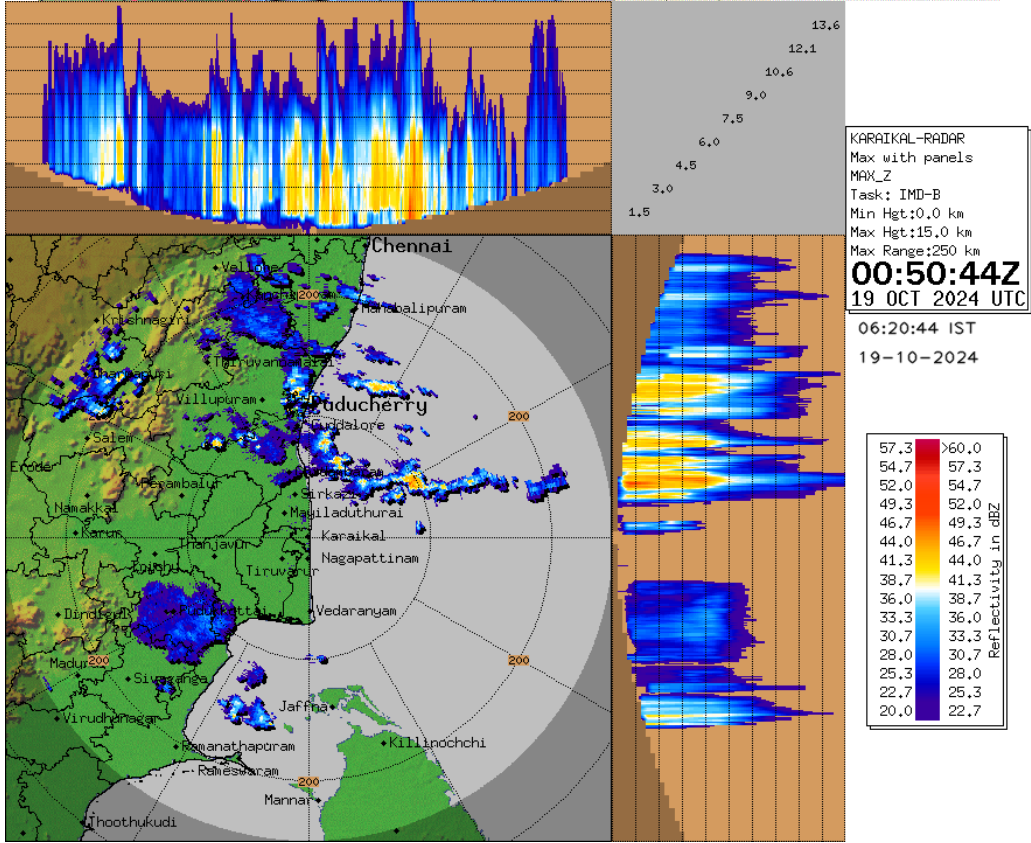 13.6
12.1
10.6
9.0
7.5
6.0
4.5
3.0
1.5
KARAIKAL-RADAR
Max with panels
MAX_Z
Task: IMD-B
Min Hgt:0.0 km
Max Hgt:15.0 km
Max Range:250 km
00:50:44Z
19 OCT 2024 UTC
06:20:44 IST
19-10-2024
57.3 >60.0
54.7 57.3
52.0 54.7
49.3 52.0
46.7 49.3
44.0 46.7
41.3 44.0
38.7 41.3
36.0 38.7
33.3 36.0
30.7 33.3
28.0 30.7
25.3 28.0
22.7 25.3
20.0 22.7
Reflectivity in dBZ
Chennai
200
Mahabalipuram
Krishnagiri
Villupuram
Paducherry
200
Cuddalore
Salem
Erode
Perambalur
Sirkazi
Namakkal
Mayiladuthurai
Karur
Karaikal
Thanjavur
Nagapattinam
Tiruvarur
Dindigul
Vedaranyam
200
200
Sivaganga
Jaffna
Virudhunagar
Ramanathapuram
Killinochchi
Rameswaram
200
Mannar
Thoothukudi